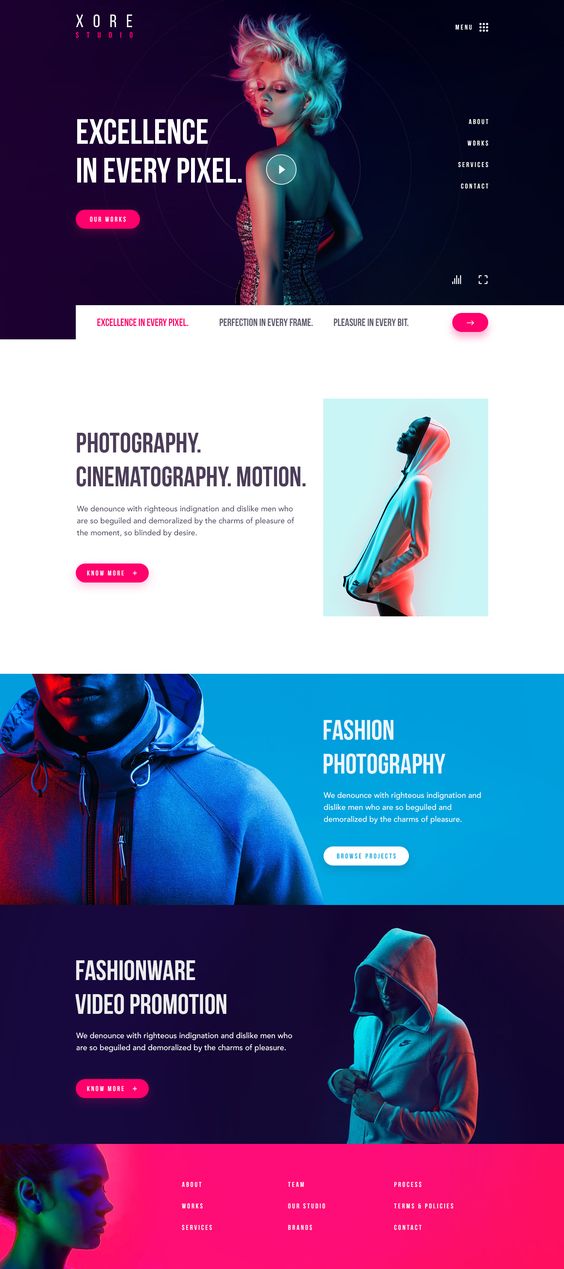 XORE
STUDIO
MENU
ABOUT
WORKS
SERVICES
CONTACT
EXCELLENCE
IN EVERY PIXEL.
OUR WORKS
EXCELLENCE IN EVERY PIXEL.
PERFECTION IN EVERY FRAME.
PLEASURE IN EVERY BIT.
PHOTOGRAPHY.
CINEMATOGRAPHY. MOTION.
We denounce with righteous indignation and dislike men who
are so beguiled and demoralized by the charms of pleasure of
the moment, so blinded by desire.
KNOW MORE +
FASHION
PHOTOGRAPHY
We denounce with righteous indignation and
dislike men who are so beguiled and
demoralized by the charms of pleasure.
BROWSE PROJECTS
FASHIONWARE
VIDEO PROMOTION
We denounce with righteous indignation and dislike men who
are so beguiled and demoralized by the charms of pleasure.
KNOW MORE +
ABOUT
WORKS
SERVICES
TEAM
OUR STUDIO
BRANDS
PROCESS
TERMS & POLICIES
CONTACT